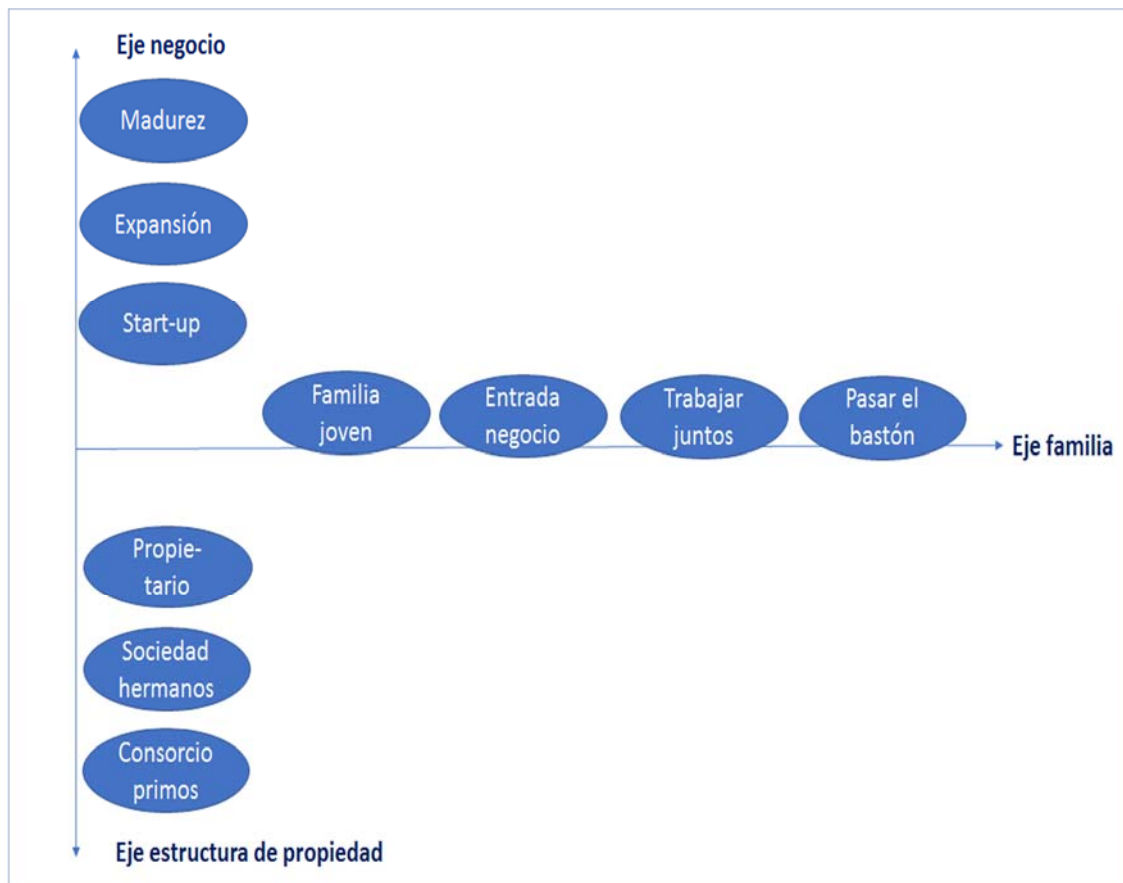 Eje negocio
Madurez
Expansión
Start-up
Familia
joven
Entrada
negocio
Trabajar
juntos
Pasar el
bastón
Eje familia
Propie-
tario
Sociedad
hermanos
Consorcio
primos
Eje estructura de propiedad